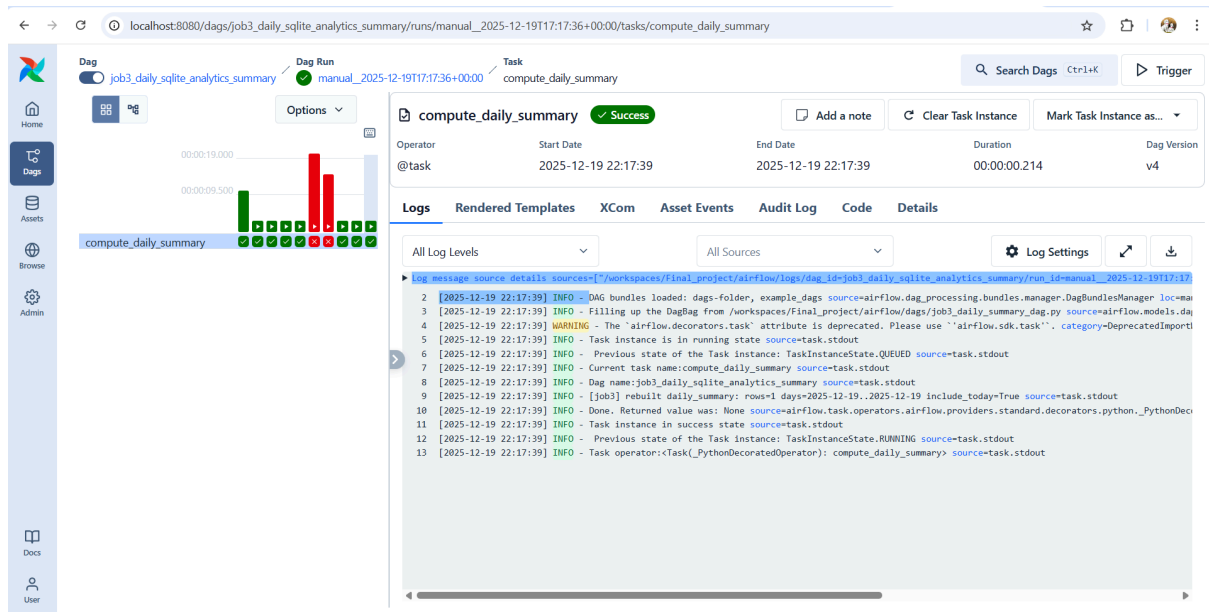 localhost:8080/dags/job3_daily_sqlite_analytics_summary/runs/manual__2025-12-19T17:17:36+00:00/tasks/compute_daily_summary
Dag
job3_daily_sqlite_analytics_summary
/
Dag Run
manual__2025-12-19T17:17:36+00:00
/
Task
compute_daily_summary
Search Dags Ctrl+K
Trigger
Home
Dags
Assets
Browse
Admin
Docs
User
Options
00:00:19.000
00:00:09.500
compute_daily_summary
compute_daily_summary Success
Add a note
Clear Task Instance
Mark Task Instance as...
Operator Start Date End Date Duration Dag Version
@task 2025-12-19 22:17:39 2025-12-19 22:17:39 00:00:00.214 v4
Logs Rendered Templates XCom Asset Events Audit Log Code Details
All Log Levels All Sources Log Settings
Log message source details sources=["/workspaces/Final_project/airflow/logs/dag_id=job3_daily_sqlite_analytics_summary/run_id=manual__2025-12-19T17:17
2 [2025-12-19 22:17:39] INFO - DAG bundles loaded: dags-folder, example_dags source=airflow.dag_processing.bundles.manager.DagBundlesManager loc=man
3 [2025-12-19 22:17:39] INFO - Filling up the DagBag from /workspaces/Final_project/airflow/dags/job3_daily_summary_dag.py source=airflow.models.dag
4 [2025-12-19 22:17:39] WARNING - The `airflow.decorators.task` attribute is deprecated. Please use `'airflow.sdk.task'`. category=DeprecatedImport
5 [2025-12-19 22:17:39] INFO - Task instance is in running state source=task.stdout
6 [2025-12-19 22:17:39] INFO -  Previous state of the Task instance: TaskInstanceState.QUEUED source=task.stdout
7 [2025-12-19 22:17:39] INFO - Current task name:compute_daily_summary source=task.stdout
8 [2025-12-19 22:17:39] INFO - Dag name:job3_daily_sqlite_analytics_summary source=task.stdout
9 [2025-12-19 22:17:39] INFO - [job3] rebuilt daily_summary: rows=1 days=2025-12-19..2025-12-19 include_today=True source=task.stdout
10 [2025-12-19 22:17:39] INFO - Done. Returned value was: None source=airflow.task.operators.airflow.providers.standard.decorators.python._PythonDeco
11 [2025-12-19 22:17:39] INFO - Task instance in success state source=task.stdout
12 [2025-12-19 22:17:39] INFO -  Previous state of the Task instance: TaskInstanceState.RUNNING source=task.stdout
13 [2025-12-19 22:17:39] INFO - Task operator:<Task(_PythonDecoratedOperator): compute_daily_summary> source=task.stdout